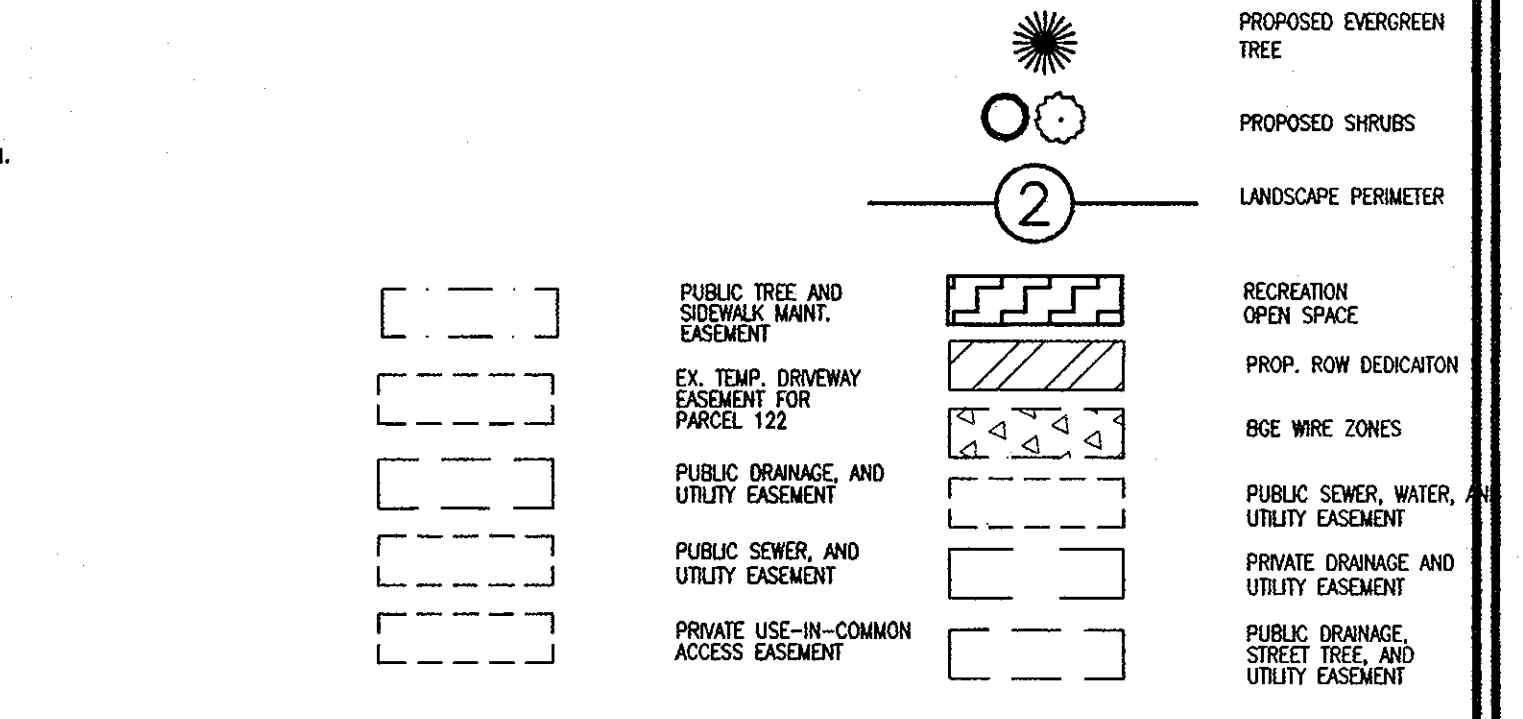 PROPOSED EVERGREEN
TREE
PROPOSED SHRUBS
2
LANDSCAPE PERIMETER
PUBLIC TREE AND
SIDEWALK MAINT.
EASEMENT
EX. TEMP. DRIVEWAY
EASEMENT FOR
PARCEL 122
PUBLIC DRAINAGE, AND
UTILITY EASEMENT
PUBLIC SEWER, AND
UTILITY EASEMENT
PRIVATE USE-IN-COMMON
ACCESS EASEMENT
RECREATION
OPEN SPACE
PROP. ROW DEDICAITON
BGE WIRE ZONES
PUBLIC SEWER, WATER, AND
UTILITY EASEMENT
PRIVATE DRAINAGE AND
UTILITY EASEMENT
PUBLIC DRAINAGE,
STREET TREE, AND
UTILITY EASEMENT